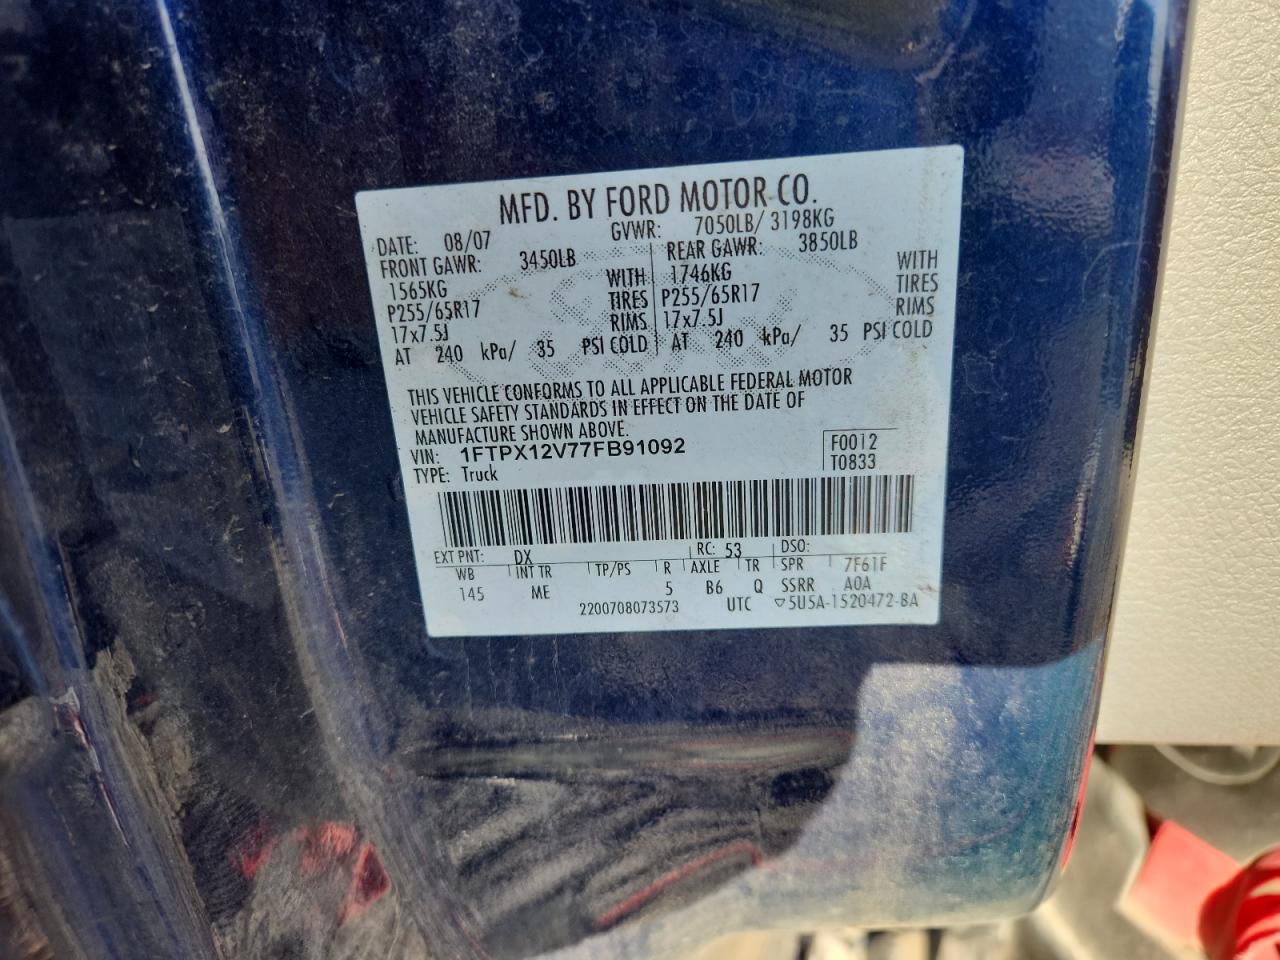 MFD. BY FORD MOTOR CO.
DATE: 08/07 GVWR: 7050LB/ 3198KG
FRONT GAWR: 3450LB REAR GAWR: 3850LB
1565KG WITH 1746KG WITH
P255/65R17 TIRES P255/65R17 TIRES
17x7.5J RIMS 17x7.5J RIMS
AT 240 kPa/ 35 PSI COLD AT 240 kPa/ 35 PSI COLD
THIS VEHICLE CONFORMS TO ALL APPLICABLE FEDERAL MOTOR
VEHICLE SAFETY STANDARDS IN EFFECT ON THE DATE OF
MANUFACTURE SHOWN ABOVE.
VIN: 1FTPX12V77FB91092 F0012
TYPE: Truck T0833
EXT PNT: DX RC: 53 DSO:
WB INT TR TP/PS R AXLE TR SPR 7F61F
145 ME 5 B6 Q SSRR A0A
2200708073573 UTC ▽5U5A-1520472-BA